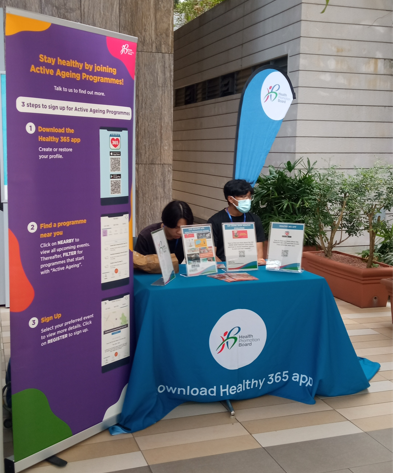 Stay healthy by joining
Active Ageing Programmes!
Talk to us to find out more.
3 steps to sign up for Active Ageing Programme
1
Download the
Healthy 365 app
Create or restore
your profile.
2
Find a programme
near you
Click on NEARBY to
view all upcoming events.
Thereafter, FILTER for
programmes that start
with "Active Ageing".
3
Sign Up
Select your preferred event
to view more details. Click
on REGISTER to sign up.
Health
Promotion
Board
ownload Healthy 365 app